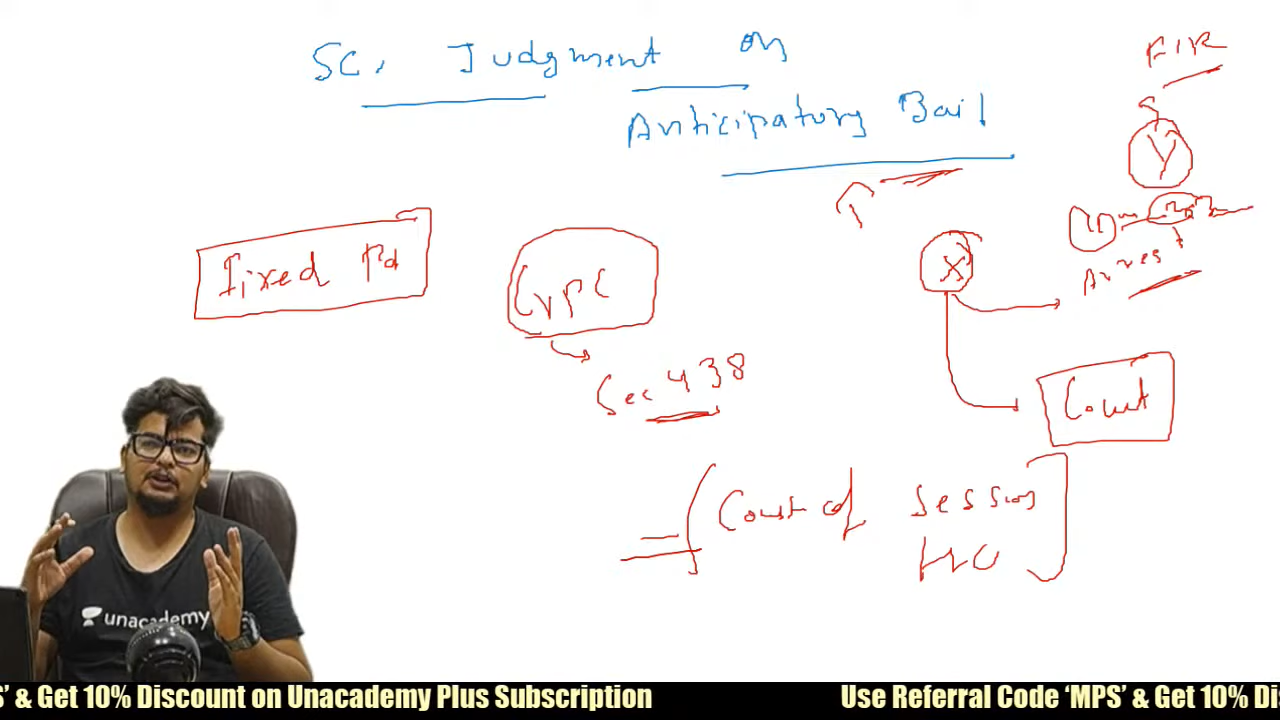 SC. Judgment on
Anticipatory Bail
FIR
Y
Arrest
X
Fixed Pd
CrPC
Sec 438
Court
Court of Session
HC
unacademy
S' & Get 10% Discount on Unacademy Plus Subscription
Use Referral Code 'MPS' & Get 10% Dis